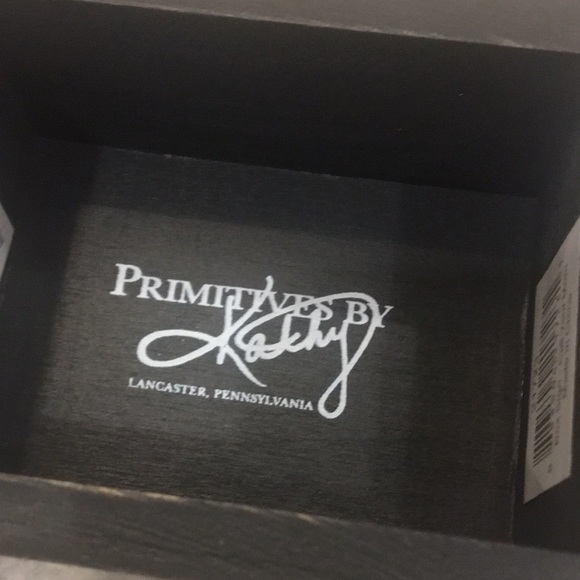 PRIMITIVES BY
Kathy
LANCASTER, PENNSYLVANIA